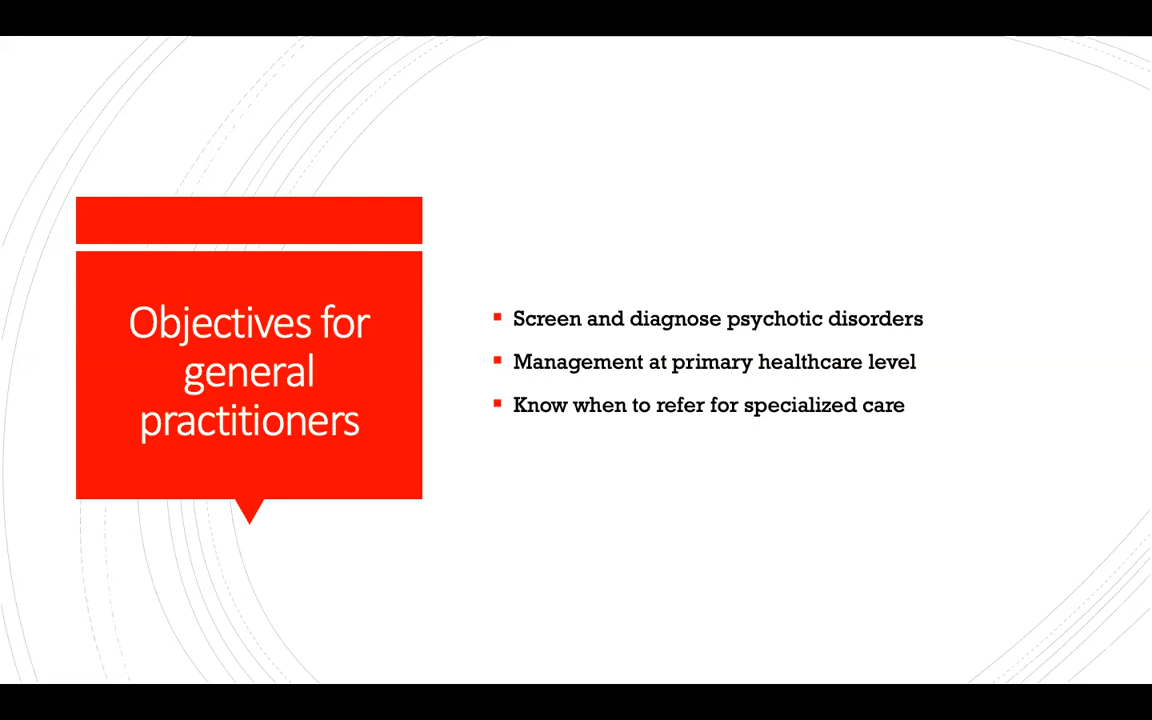 Objectives for
general
practitioners
Screen and diagnose psychotic disorders
Management at primary healthcare level
Know when to refer for specialized care